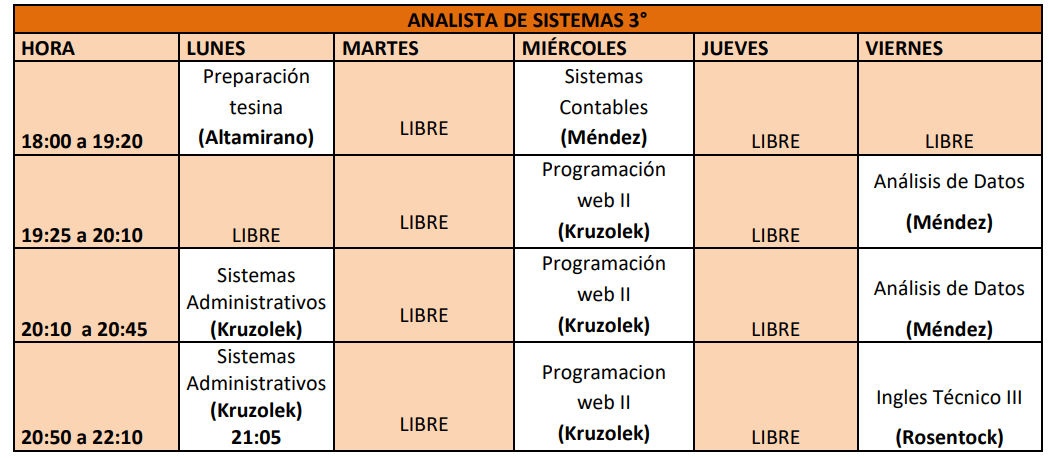 ANALISTA DE SISTEMAS 3°
HORA LUNES MARTES MIÉRCOLES JUEVES VIERNES
18:00 a 19:20
Preparación
tesina
(Altamirano)
LIBRE
Sistemas
Contables
(Méndez)
LIBRE
LIBRE
19:25 a 20:10
LIBRE
LIBRE
Programación
web II
(Kruzolek)
LIBRE
Análisis de Datos
(Méndez)
20:10 a 20:45
Sistemas
Administrativos
(Kruzolek)
LIBRE
Programación
web II
(Kruzolek)
LIBRE
Análisis de Datos
(Méndez)
20:50 a 22:10
Sistemas
Administrativos
(Kruzolek)
21:05
LIBRE
Programacion
web II
(Kruzolek)
LIBRE
Ingles Técnico III
(Rosentock)